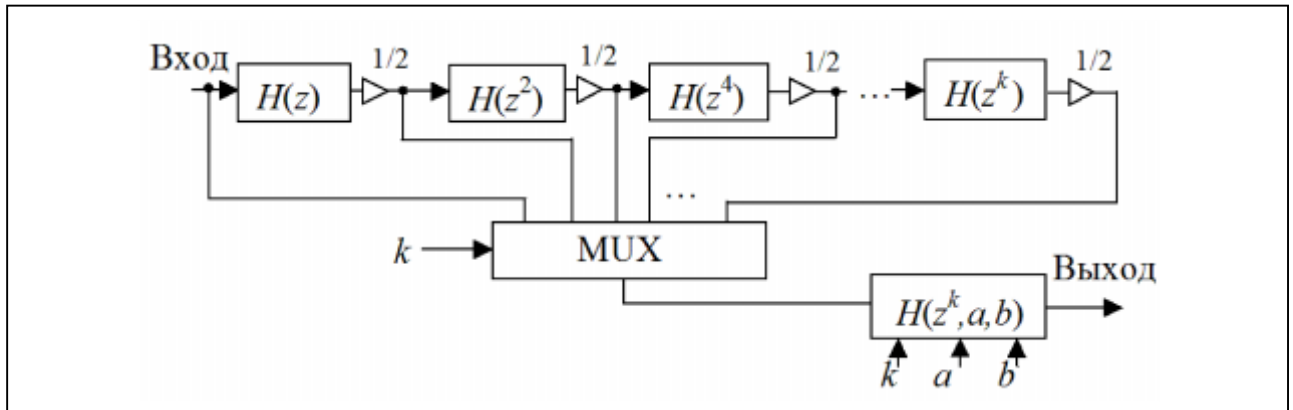 Вход 1/2 1/2 1/2 1/2
H(z) H(z²) H(z⁴) … H(zᵏ)
…
k MUX
Выход
H(zᵏ,a,b)
k a b